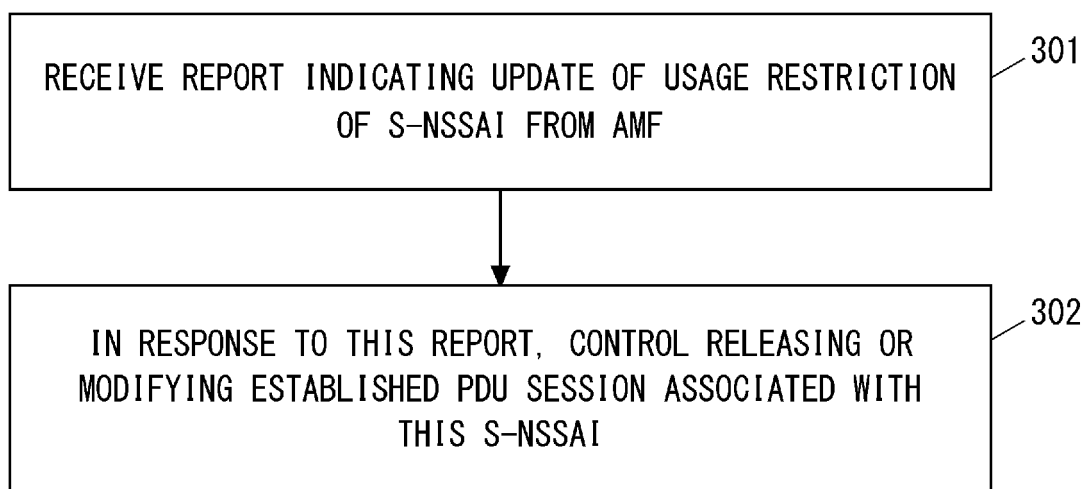 RECEIVE REPORT INDICATING UPDATE OF USAGE RESTRICTION
OF S-NSSAI FROM AMF
301
IN RESPONSE TO THIS REPORT, CONTROL RELEASING OR
MODIFYING ESTABLISHED PDU SESSION ASSOCIATED WITH
THIS S-NSSAI
302